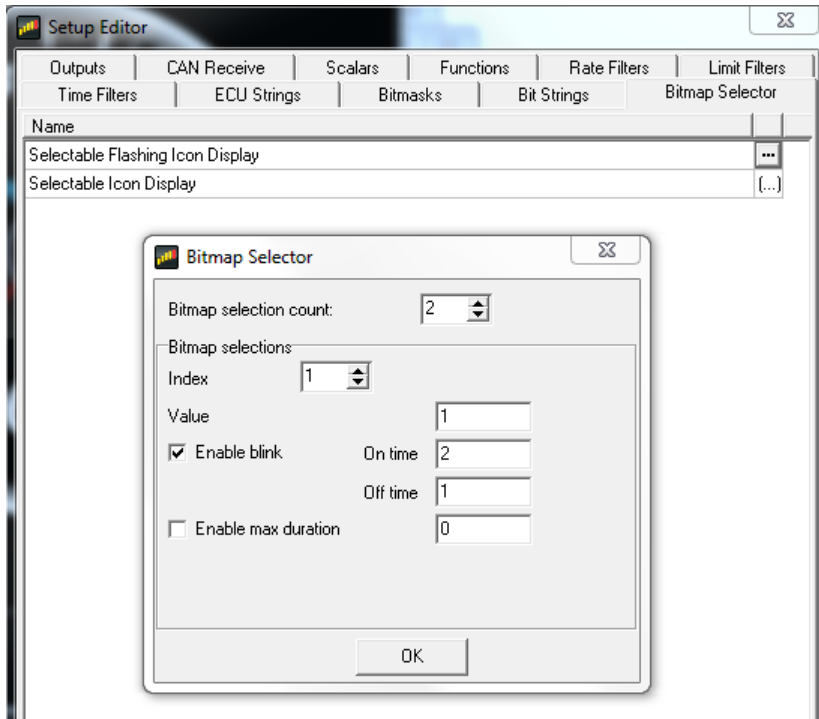 Setup Editor
Outputs CAN Receive Scalars Functions Rate Filters Limit Filters
Time Filters ECU Strings Bitmasks Bit Strings Bitmap Selector
Name
Selectable Flashing Icon Display ...
Selectable Icon Display (...)
Bitmap Selector
Bitmap selection count: 2
Bitmap selections
Index 1
Value 1
Enable blink On time 2
Off time 1
Enable max duration 0
OK